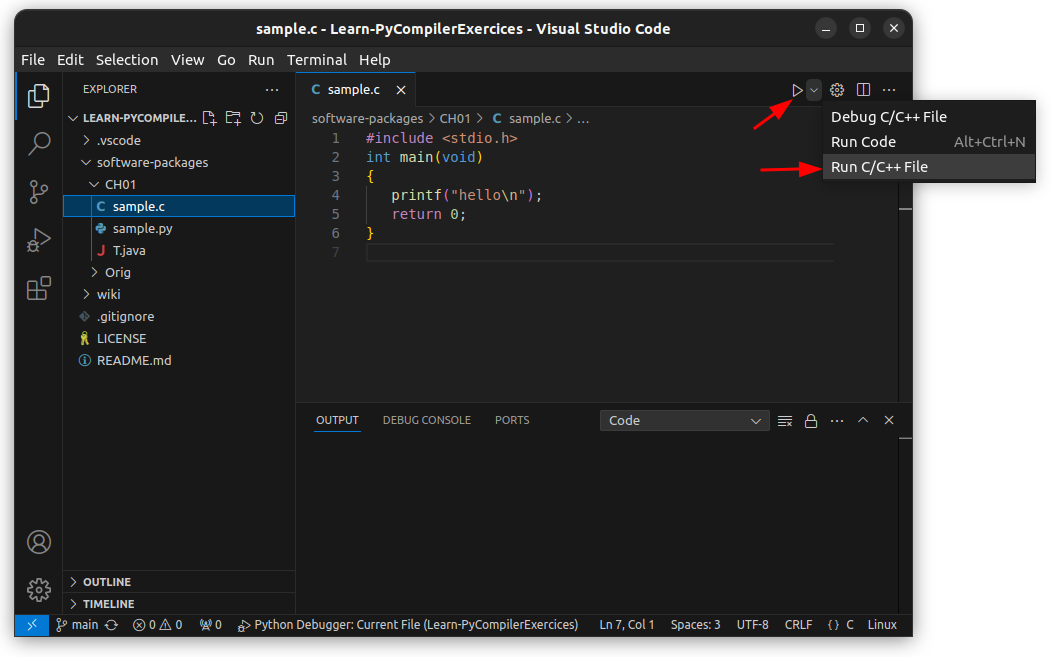 sample.c - Learn-PyCompilerExercices - Visual Studio Code
File Edit Selection View Go Run Terminal Help
EXPLORER
LEARN-PYCOMPILE...
.vscode
software-packages
CH01
sample.c
sample.py
J T.java
Orig
wiki
.gitignore
LICENSE
README.md
OUTLINE
TIMELINE
C sample.c
software-packages > CH01 > C sample.c > ...
1 #include <stdio.h>
2 int main(void)
3 {
4    printf("hello\n");
5    return 0;
6 }
7
Debug C/C++ File
Run Code Alt+Ctrl+N
Run C/C++ File
OUTPUT DEBUG CONSOLE PORTS Code
main 0 0 0 Python Debugger: Current File (Learn-PyCompilerExercices) Ln 7, Col 1 Spaces: 3 UTF-8 CRLF {} C Linux